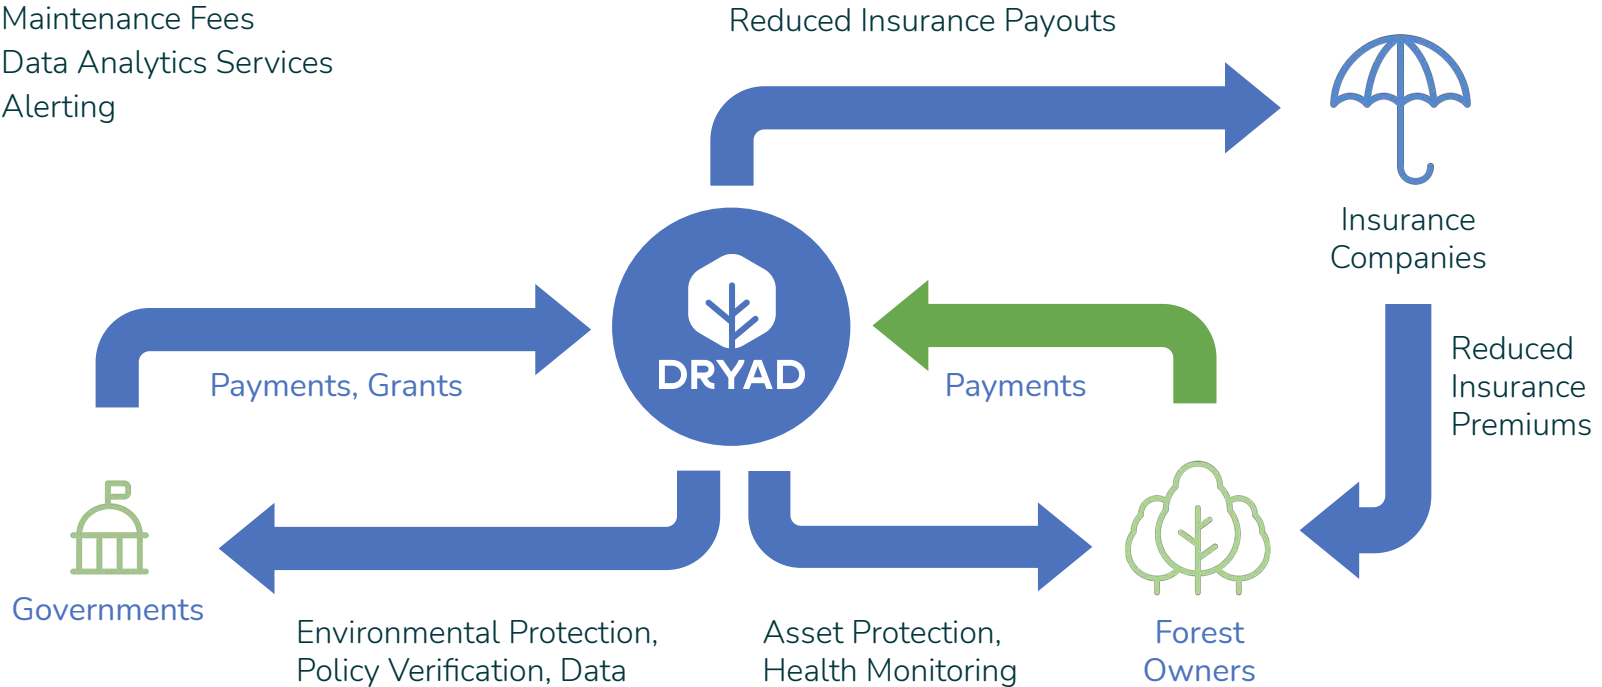 Maintenance Fees
Data Analytics Services
Alerting
Reduced Insurance Payouts
Insurance
Companies
DRYAD
Payments, Grants
Payments
Reduced
Insurance
Premiums
Governments
Environmental Protection,
Policy Verification, Data
Asset Protection,
Health Monitoring
Forest
Owners